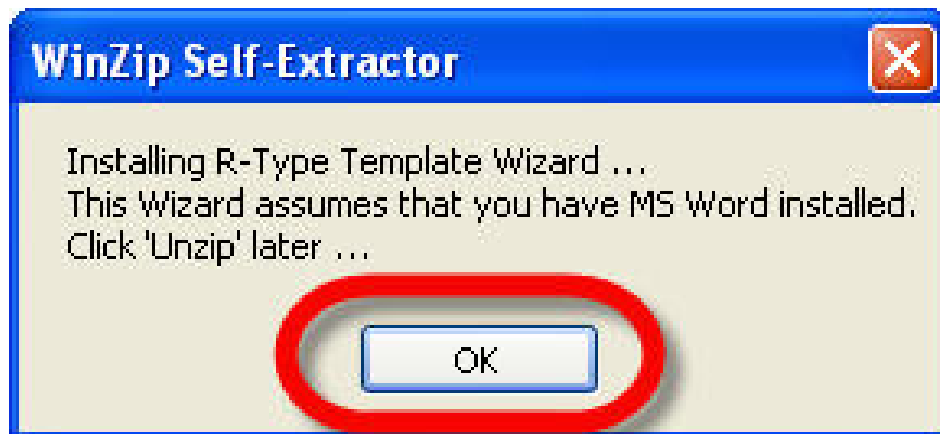 WinZip Self-Extractor
Installing R-Type Template Wizard ...
This Wizard assumes that you have MS Word installed.
Click 'Unzip' later ...
OK